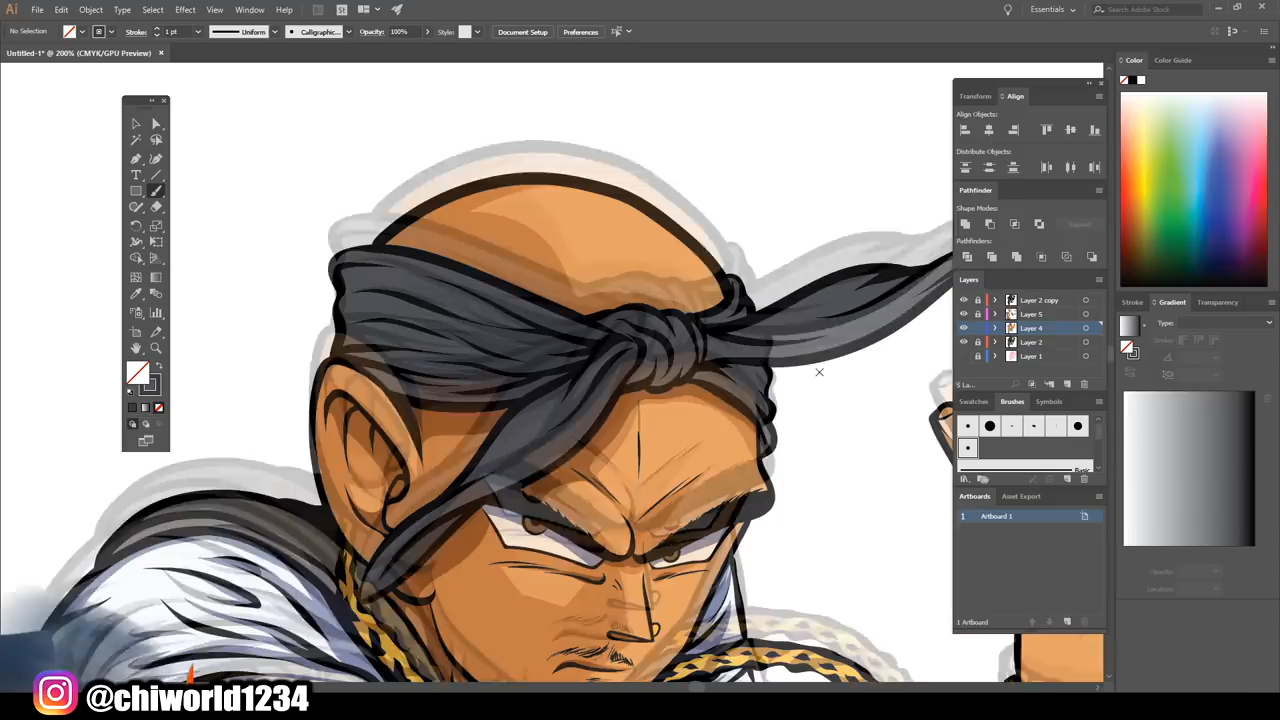 Ai File Edit Object Type Select Effect View Window Help Br St Essentials Search Adobe Stock
No Selection Stroke: 1 pt Uniform Calligraphic... Opacity: 100% Style: Document Setup Preferences
Untitled-1* @ 200% (CMYK/GPU Preview)
Color Color Guide
Transform Align
Align Objects:
Distribute Objects:
Pathfinder
Shape Modes:
Expand
Pathfinders:
Layers
Layer 2 copy
Layer 5
Layer 4
Layer 2
Layer 1
5 La...
Stroke Gradient Transparency
Type:
Stroke:
Swatches Brushes Symbols
Basic
Artboards Asset Export
1 Artboard 1
Opacity:
Location:
1 Artboard
@chiworld1234